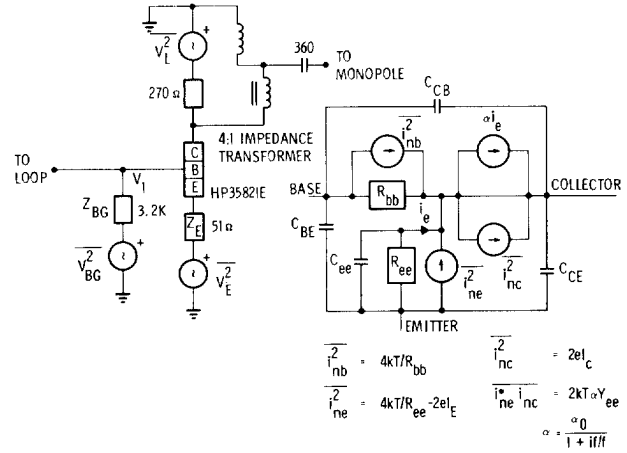 V_L^2
+
270 Ω
360
TO
MONOPOLE
4:1 IMPEDANCE
TRANSFORMER
C
B
E
HP35821E
TO
LOOP
V_1
Z_BG
3.2K
V_BG^2
+
Z_E
51Ω
V_E^2
+
C_CB
i_nb^2
αi_e
BASE
R_bb
COLLECTOR
i_e
C_BE
C_ee
R_ee
i_ne^2
i_nc^2
C_CE
EMITTER
i_nb^2 = 4kT/R_bb
i_nc^2 = 2eI_c
i_ne^2 = 4kT/R_ee -2eI_E
i_ne^* i_nc = 2kTαY_ee
α = α_0 / 1 + if/f